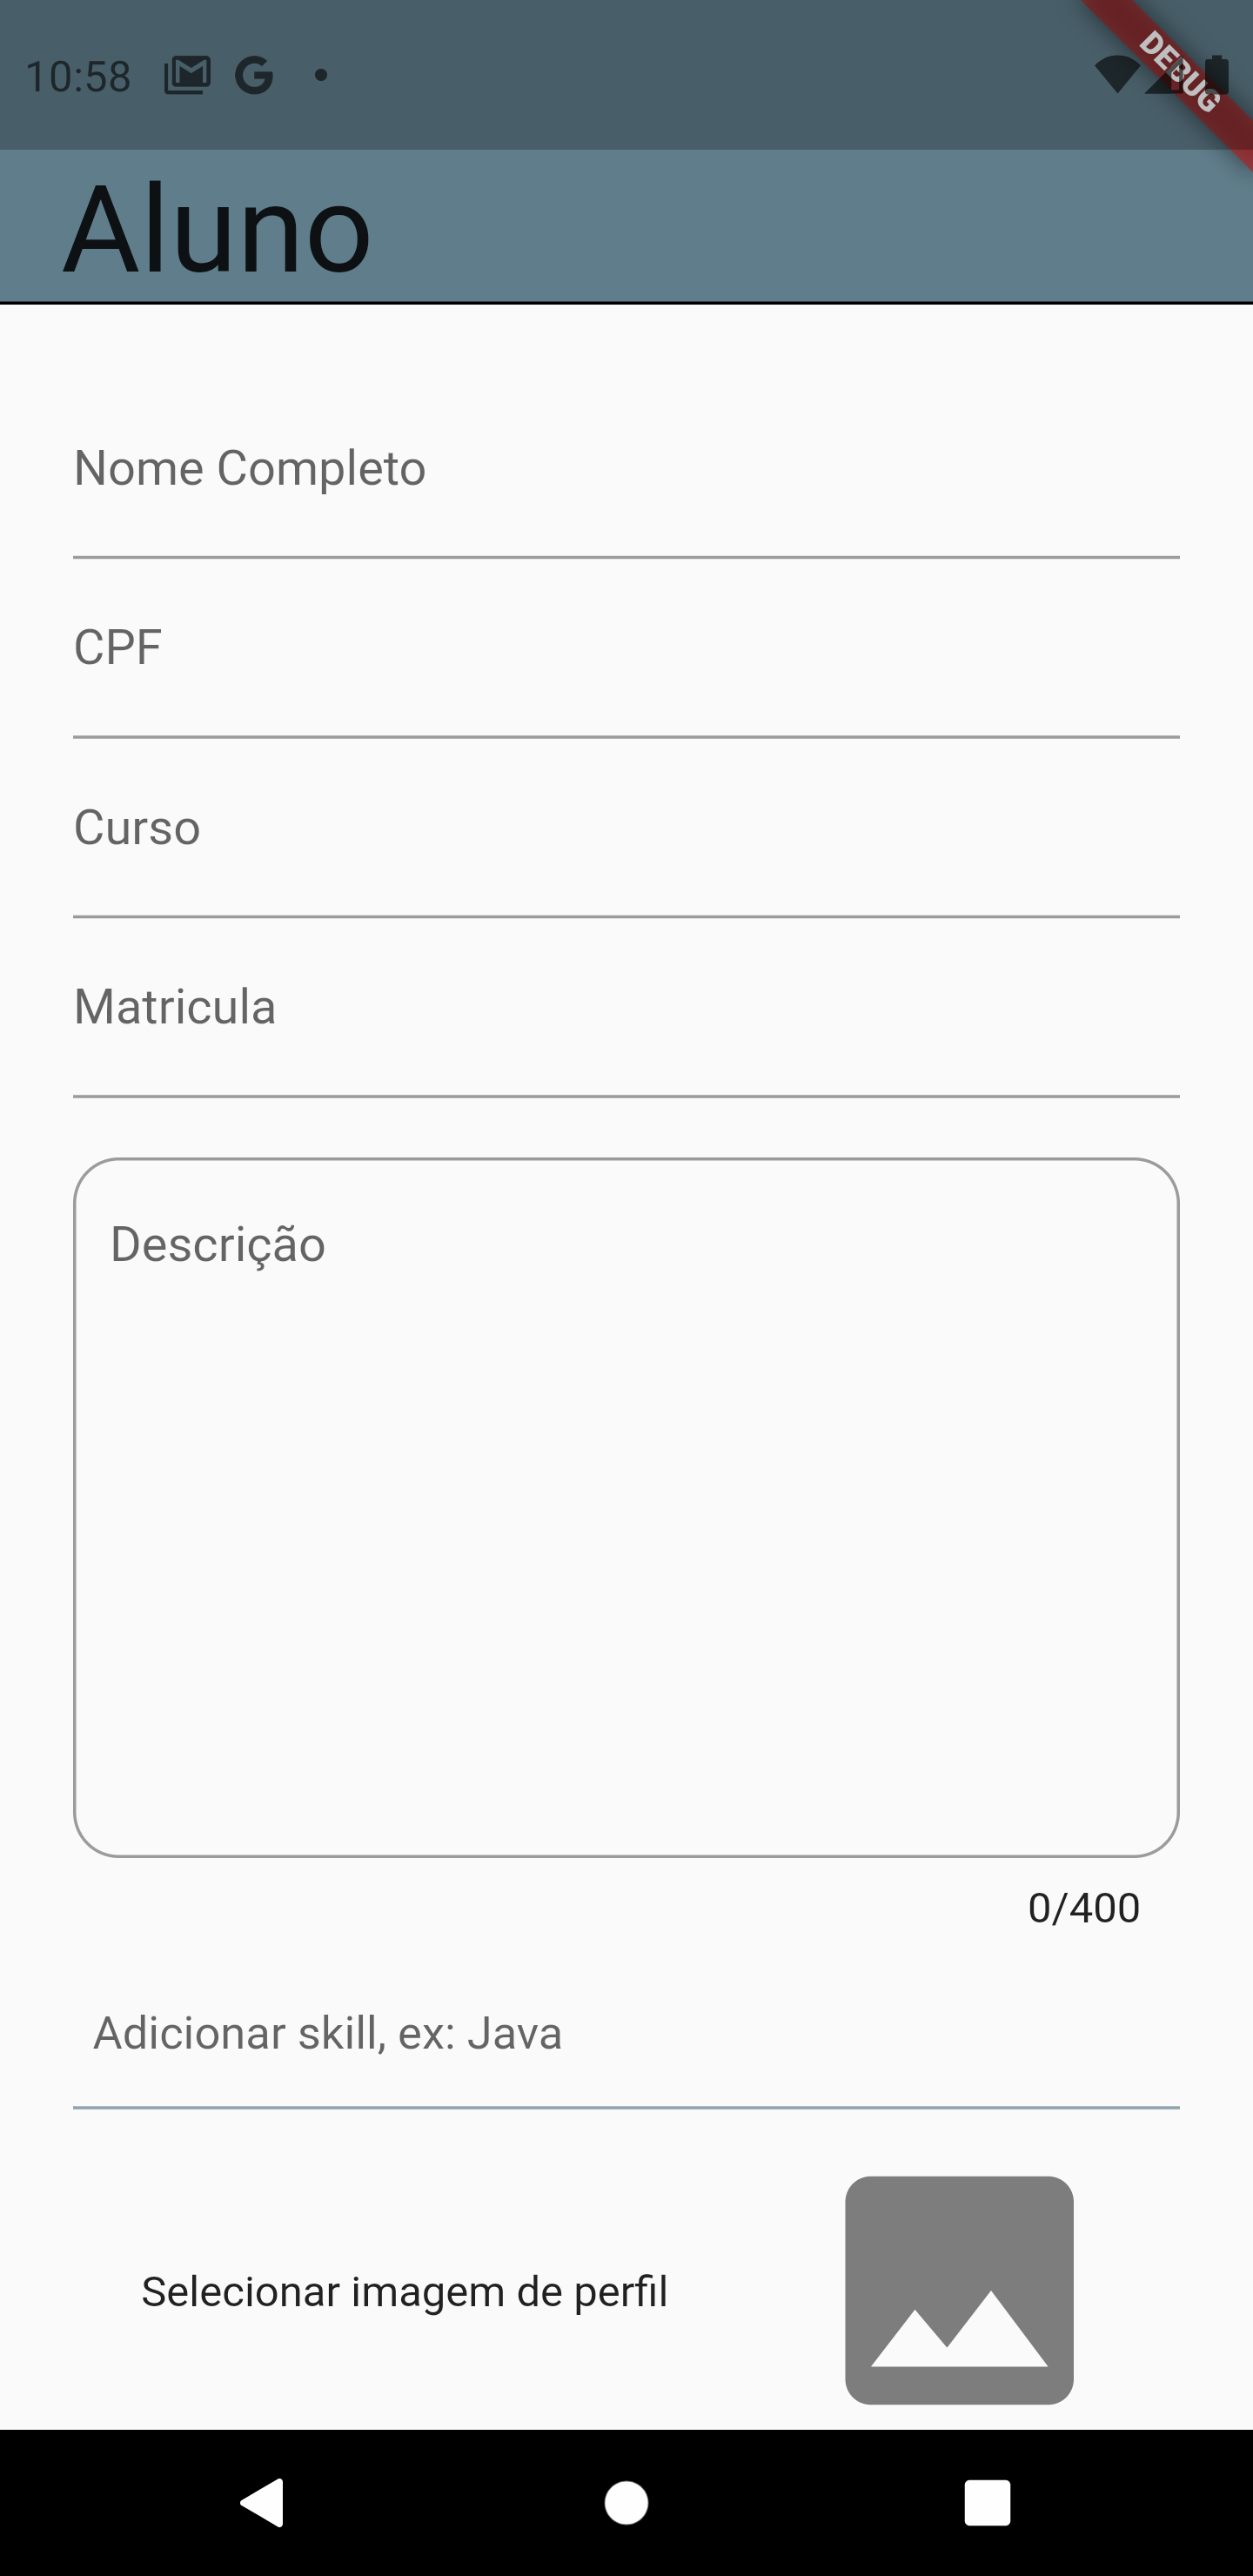 10:58
DEBUG
Aluno
Nome Completo
CPF
Curso
Matricula
Descrição
0/400
Adicionar skill, ex: Java
Selecionar imagem de perfil